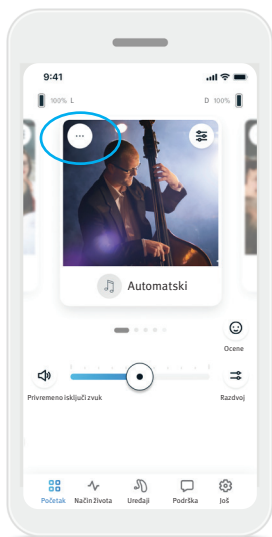 9:41
100% L
D 100%
Automatski
Ocene
Privremeno isključi zvuk
Razdvoj
Početak
Način života
Uređaji
Podrška
Još